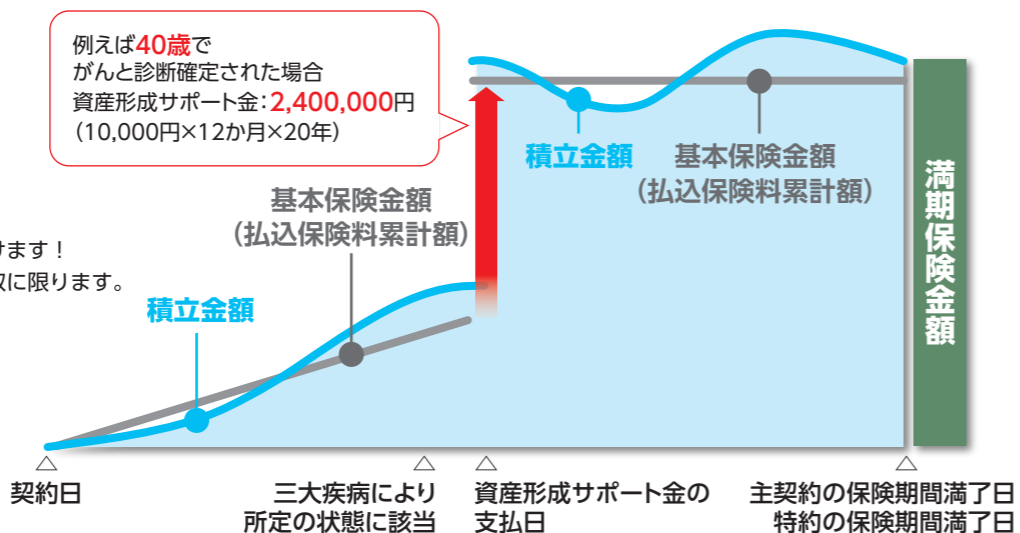 例えば40歳で
がんと診断確定された場合
資産形成サポート金：2,400,000円
（10,000円×12か月×20年）
積立金額
基本保険金額
（払込保険料累計額）
基本保険金額
（払込保険料累計額）
けます！
に限ります。
積立金額
満期保険金額
契約日
三大疾病により
所定の状態に該当
資産形成サポート金の
支払日
主契約の保険期間満了日
特約の保険期間満了日